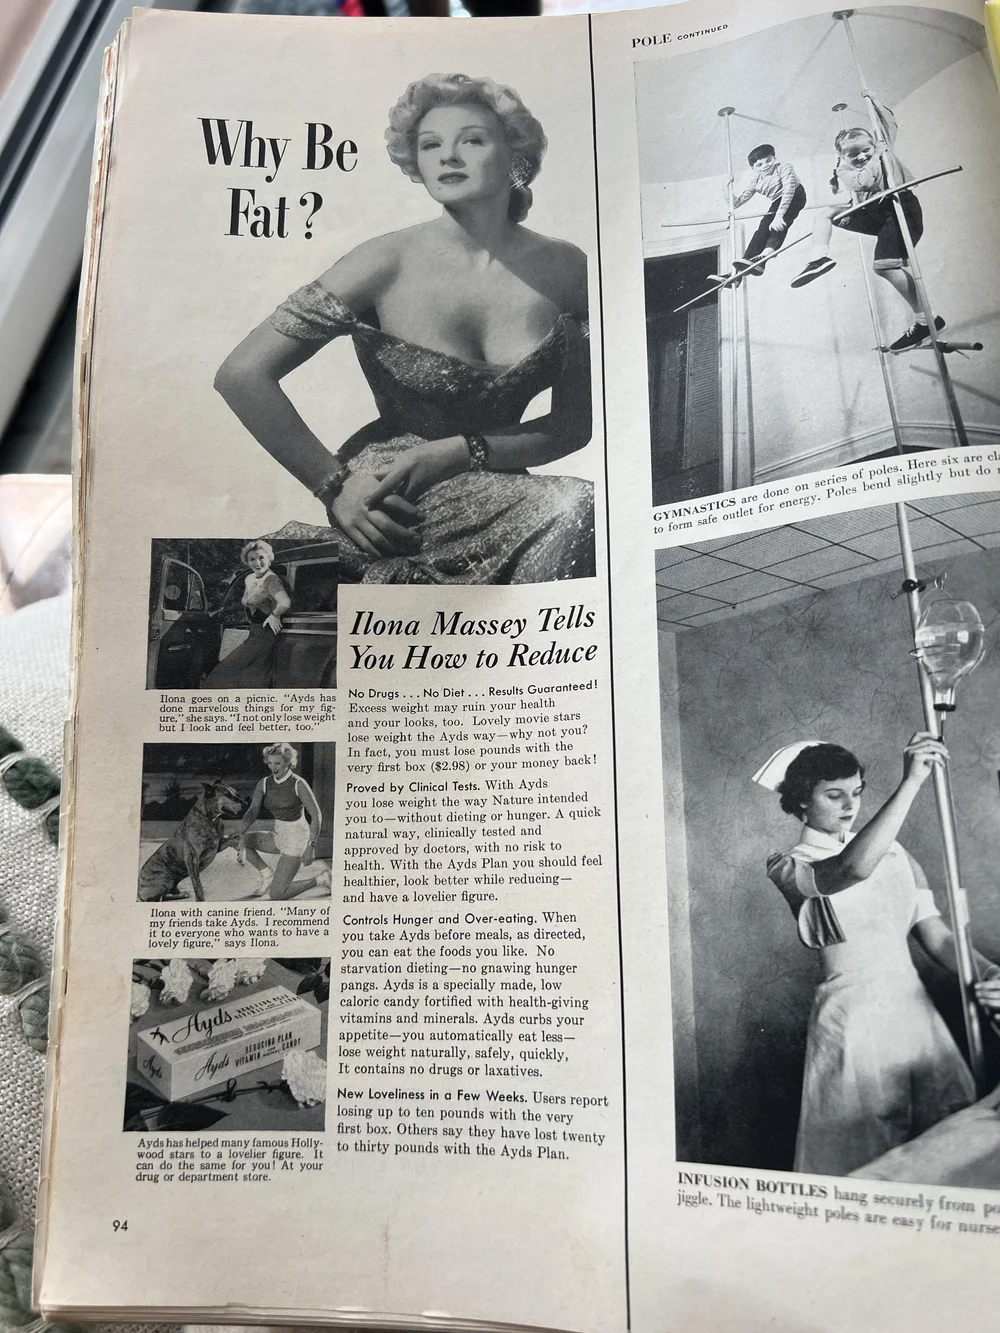 Why Be
Fat?
Ilona goes on a picnic. "Ayds has
done marvelous things for my fig-
ure," she says. "I not only lose weight
but I look and feel better, too."
Ilona with canine friend. "Many of
my friends take Ayds. I recommend
it to everyone who wants to have a
lovely figure," says Ilona.
Ayds
Ayds
Ayds
REDUCING PLAN
VITAMIN CANDY
Ayds has helped many famous Holly-
wood stars to a lovelier figure. It
can do the same for you! At your
drug or department store.
94
Ilona Massey Tells
You How to Reduce
No Drugs . . . No Diet . . . Results Guaranteed!
Excess weight may ruin your health
and your looks, too. Lovely movie stars
lose weight the Ayds way—why not you?
In fact, you must lose pounds with the
very first box ($2.98) or your money back!
Proved by Clinical Tests. With Ayds
you lose weight the way Nature intended
you to—without dieting or hunger. A quick
natural way, clinically tested and
approved by doctors, with no risk to
health. With the Ayds Plan you should feel
healthier, look better while reducing—
and have a lovelier figure.
Controls Hunger and Over-eating. When
you take Ayds before meals, as directed,
you can eat the foods you like. No
starvation dieting—no gnawing hunger
pangs. Ayds is a specially made, low
caloric candy fortified with health-giving
vitamins and minerals. Ayds curbs your
appetite—you automatically eat less—
lose weight naturally, safely, quickly,
It contains no drugs or laxatives.
New Loveliness in a Few Weeks. Users report
losing up to ten pounds with the very
first box. Others say they have lost twenty
to thirty pounds with the Ayds Plan.
POLE CONTINUED
GYMNASTICS are done on series of poles. Here six are
to form safe outlet for energy. Poles bend slightly but do
INFUSION BOTTLES hang securely from
jiggle. The lightweight poles are easy for